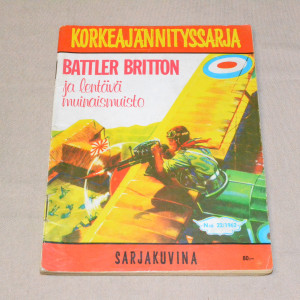 KORKEAJÄNNITYSSARJA
BATTLER BRITTON
ja lentävä
muinaismuisto
SARJAKUVINA